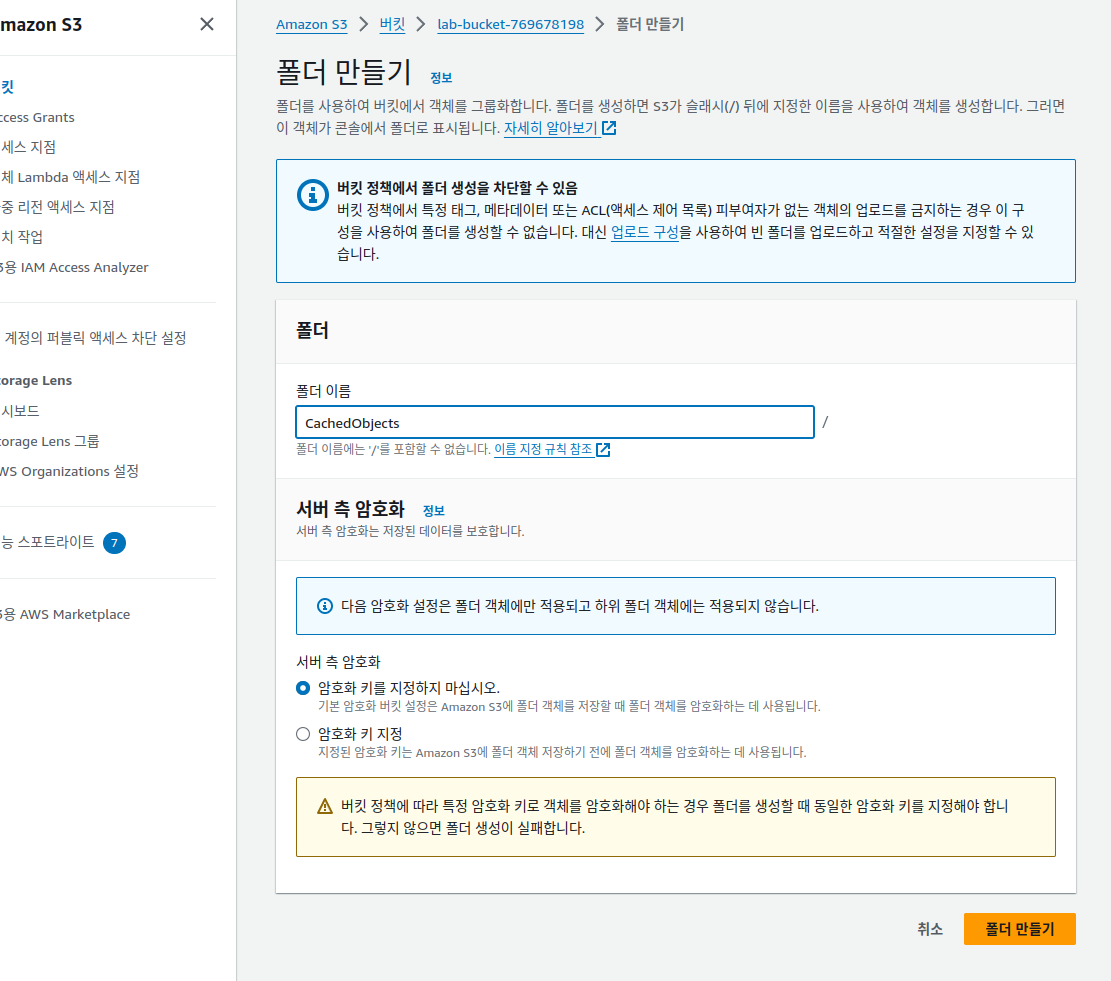 mazon S3
Amazon S3 > 버킷 > lab-bucket-769678198 > 폴더 만들기
킷
ccess Grants
세스 지점
체 Lambda 액세스 지점
중 리전 액세스 지점
치 작업
3용 IAM Access Analyzer
계정의 퍼블릭 액세스 차단 설정
torage Lens
시보드
torage Lens 그룹
WS Organizations 설정
능 스포트라이트 7
3용 AWS Marketplace
폴더 만들기 정보
폴더를 사용하여 버킷에서 객체를 그룹화합니다. 폴더를 생성하면 S3가 슬래시(/) 뒤에 지정한 이름을 사용하여 객체를 생성합니다. 그러면
이 객체가 콘솔에서 폴더로 표시됩니다. 자세히 알아보기
버킷 정책에서 폴더 생성을 차단할 수 있음
버킷 정책에서 특정 태그, 메타데이터 또는 ACL(액세스 제어 목록) 피부여자가 없는 객체의 업로드를 금지하는 경우 이 구
성을 사용하여 폴더를 생성할 수 없습니다. 대신 업로드 구성을 사용하여 빈 폴더를 업로드하고 적절한 설정을 지정할 수 있
습니다.
폴더
폴더 이름
CachedObjects /
폴더 이름에는 '/'를 포함할 수 없습니다. 이름 지정 규칙 참조
서버 측 암호화 정보
서버 측 암호화는 저장된 데이터를 보호합니다.
다음 암호화 설정은 폴더 객체에만 적용되고 하위 폴더 객체에는 적용되지 않습니다.
서버 측 암호화
암호화 키를 지정하지 마십시오.
기본 암호화 버킷 설정은 Amazon S3에 폴더 객체를 저장할 때 폴더 객체를 암호화하는 데 사용됩니다.
암호화 키 지정
지정된 암호화 키는 Amazon S3에 폴더 객체 저장하기 전에 폴더 객체를 암호화하는 데 사용됩니다.
버킷 정책에 따라 특정 암호화 키로 객체를 암호화해야 하는 경우 폴더를 생성할 때 동일한 암호화 키를 지정해야 합니
다. 그렇지 않으면 폴더 생성이 실패합니다.
취소 폴더 만들기